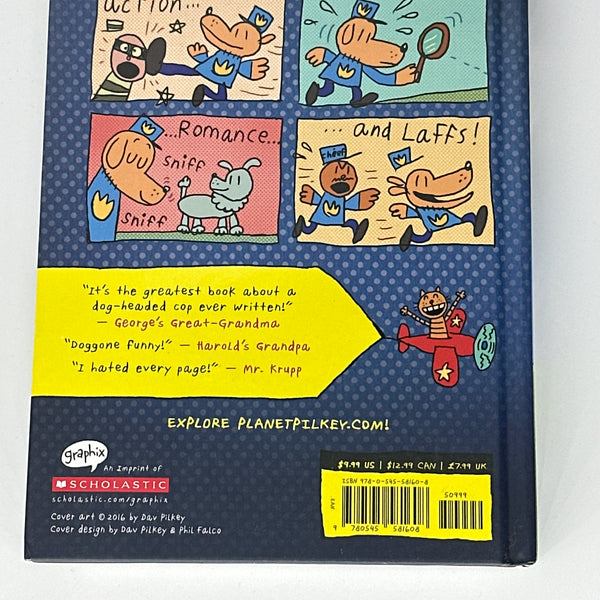 action...
...Romance...
... and Laffs!
Sniff
Sniff
Chief
"It's the greatest book about a
dog-headed cop ever written!"
— George's Great-Grandma
"Doggone funny!" — Harold's Grandpa
"I hated every page!" — Mr. Krupp
EXPLORE PLANETPILKEY.COM!
graphix
An Imprint of
SCHOLASTIC
scholastic.com/graphix
Cover art © 2016 by Dav Pilkey
Cover design by Dav Pilkey & Phil Falco
$9.99 US | $12.99 CAN | £7.99 UK
ISBN 978-0-545-58160-8
50999
EAN
9 780545 581608